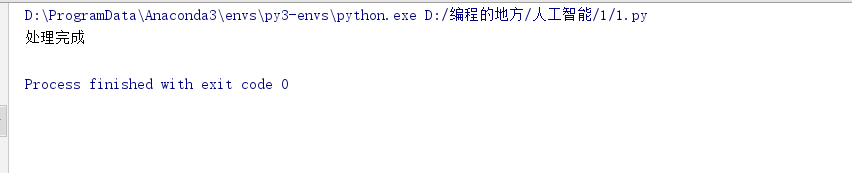 D:\ProgramData\Anaconda3\envs\py3-envs\python.exe D:/编程的地方/人工智能/1/1.py
处理完成
Process finished with exit code 0